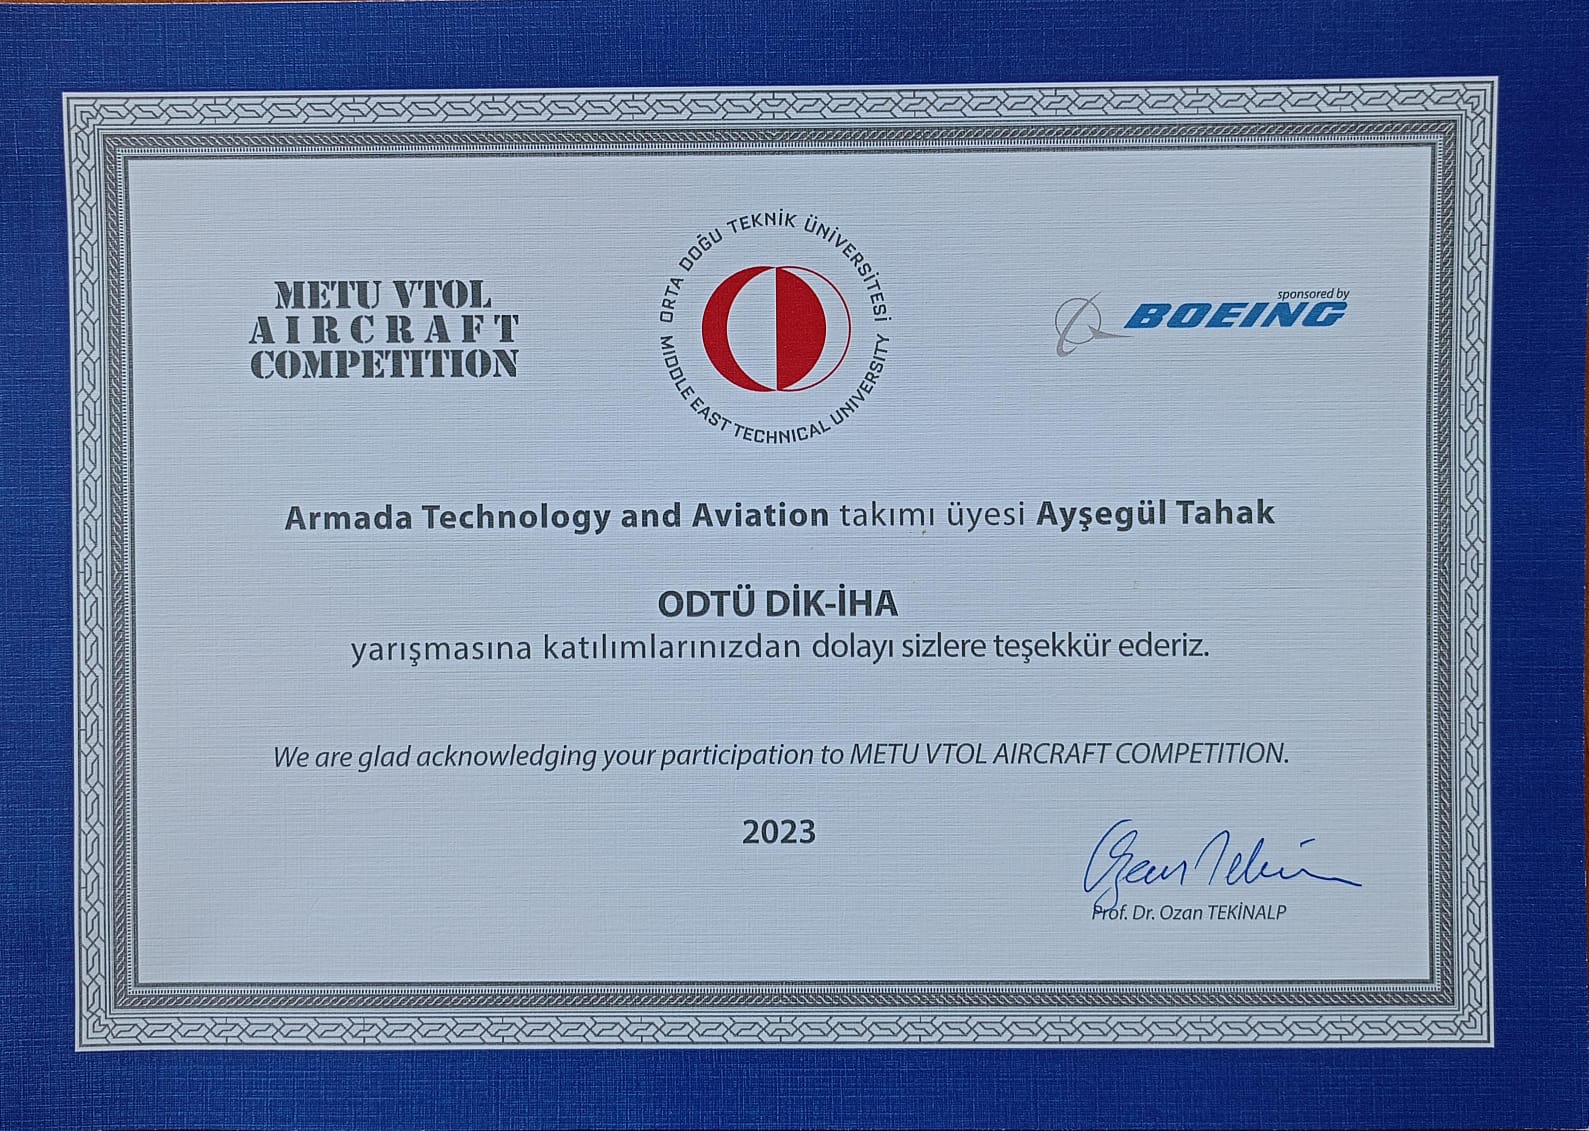 METU VTOL
AIRCRAFT
COMPETITION
ORTA DOĞU TEKNİK ÜNİVERSİTESİ
MIDDLE EAST TECHNICAL UNIVERSITY
sponsored by
BOEING
Armada Technology and Aviation takımı üyesi Ayşegül Tahak
ODTÜ DİK-İHA
yarışmasına katılımlarınızdan dolayı sizlere teşekkür ederiz.
We are glad acknowledging your participation to METU VTOL AIRCRAFT COMPETITION.
2023
Prof. Dr. Ozan TEKİNALP